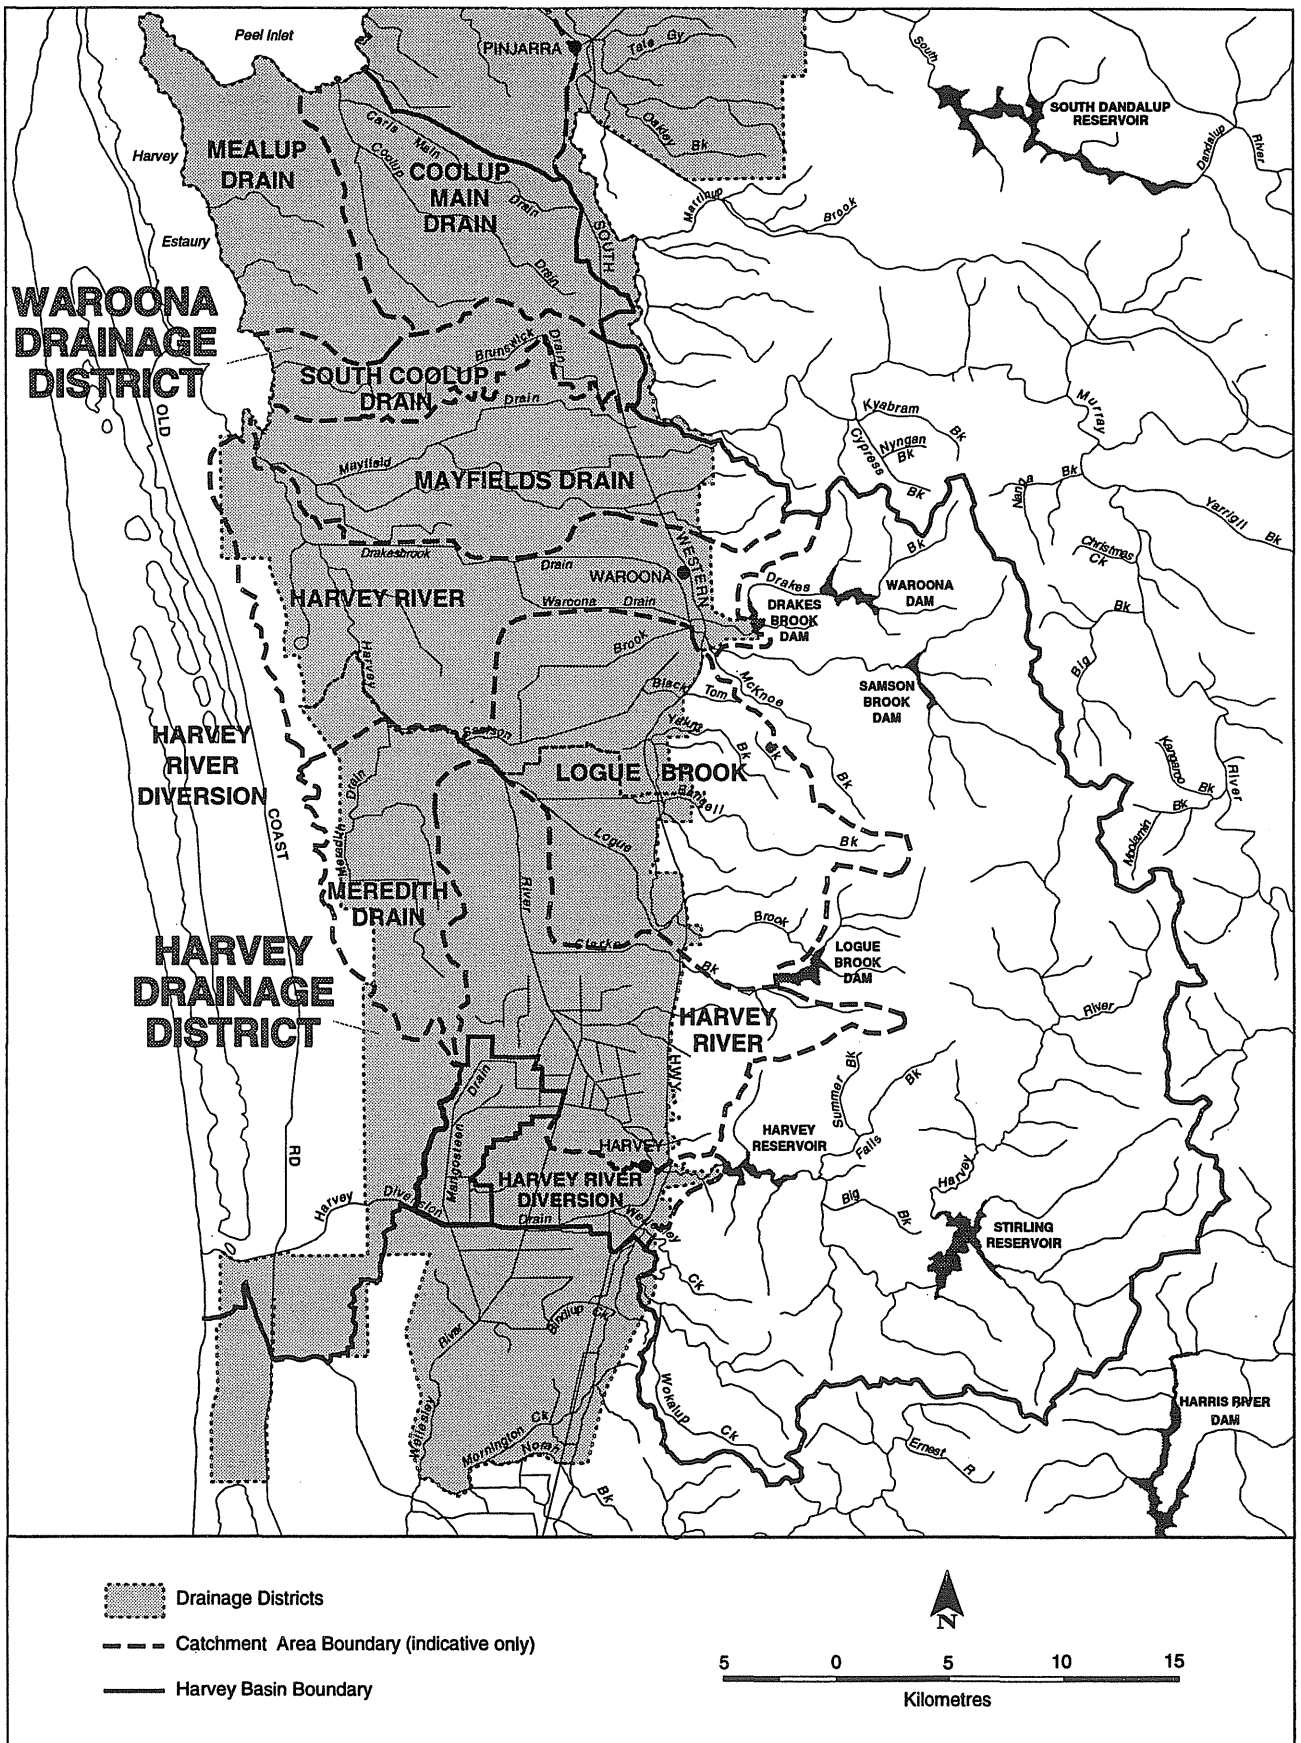 Peel Inlet
PINJARRA
Tate Gy
South
SOUTH DANDALUP
RESERVOIR
Oakley
Bk
Dandalup
River
Harvey
MEALUP
DRAIN
Carls
Main
Drain
Coolup
Drain
COOLUP
MAIN
DRAIN
Marrinup
Brook
Estaury
SOUTH
WAROONA
DRAINAGE
DISTRICT
Brunswick
Drain
SOUTH COOLUP
DRAIN
Drain
OLD
Murray
Kyabram
Bk
Nyngan
Bk
Cypress
Bk
Mayfield
MAYFIELDS DRAIN
Nanga
Bk
Yarrigil
Bk
Drakesbrook
Drain
WESTERN
WAROONA
Bk
Christmas
Ck
Drakes
WAROONA
DAM
DRAKES
BROOK
DAM
HARVEY RIVER
Waroona
Drain
Bk
Harvey
Brook
Big
SAMSON
BROOK
DAM
Black
Tom
McKnoe
Samson
Yalup
Bk
Bk
Bk
HARVEY
RIVER
DIVERSION
LOGUE BROOK
Kangaroo
Bk
River
Bk
Drain
COAST
Meredith
Logue
Bk
MEREDITH
DRAIN
River
Brook
HARVEY
DRAINAGE
DISTRICT
Clarke
Bk
LOGUE
BROOK
DAM
River
HARVEY
RIVER
HWY
Drain
Summer
Bk
Bk
Falls
HARVEY
RESERVOIR
RD
HARVEY
Mangosteen
HARVEY RIVER
DIVERSION
Harvey
Harvey
Diversion
Drain
Wellesley
Big
Bk
STIRLING
RESERVOIR
Ck
River
Bindlup
Ck
Wokalup
Ck
HARRIS RIVER
DAM
Wellesley
Mornington
Ck
Norah
Ernest
R
Bk
Drainage Districts
Catchment Area Boundary (indicative only)
Harvey Basin Boundary
N
5 0 5 10 15
Kilometres